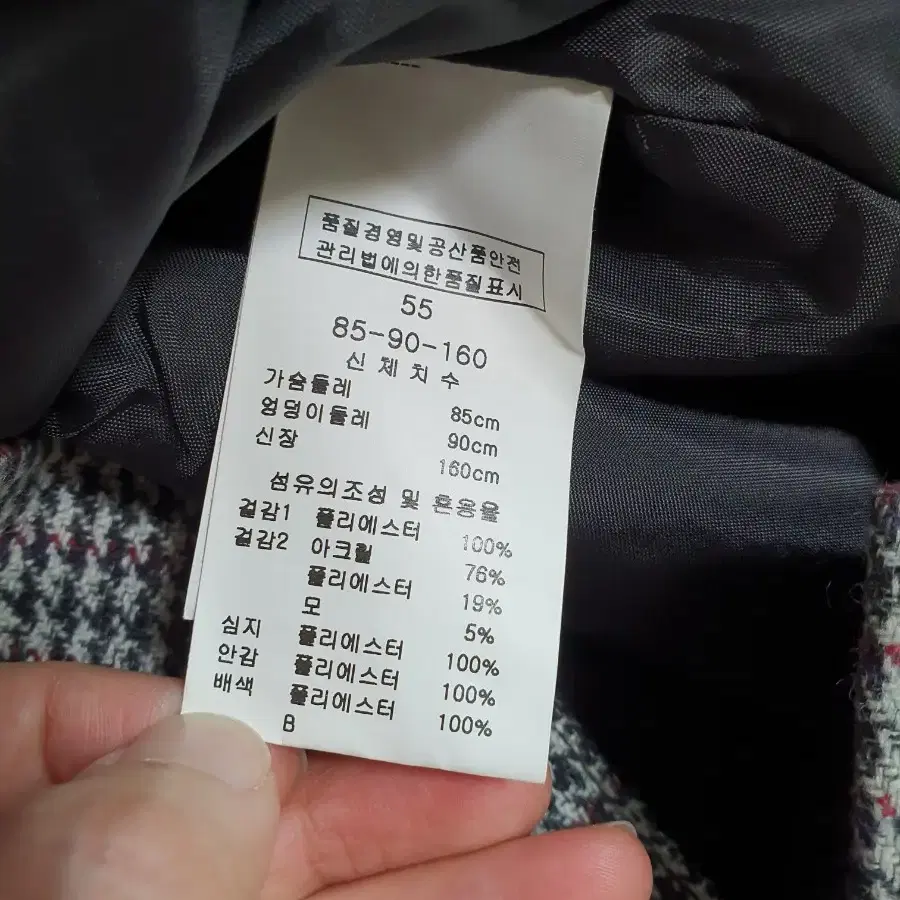 품질경영및공산품안전
관리법에의한품질표시
55
85-90-160
신체치수
가슴둘레 85cm
엉덩이둘레 90cm
신장 160cm
섬유의조성 및 혼용율
겉감1 폴리에스터 100%
겉감2 아크릴 76%
폴리에스터 19%
모 5%
심지 폴리에스터 100%
안감 폴리에스터 100%
배색 폴리에스터 100%
B